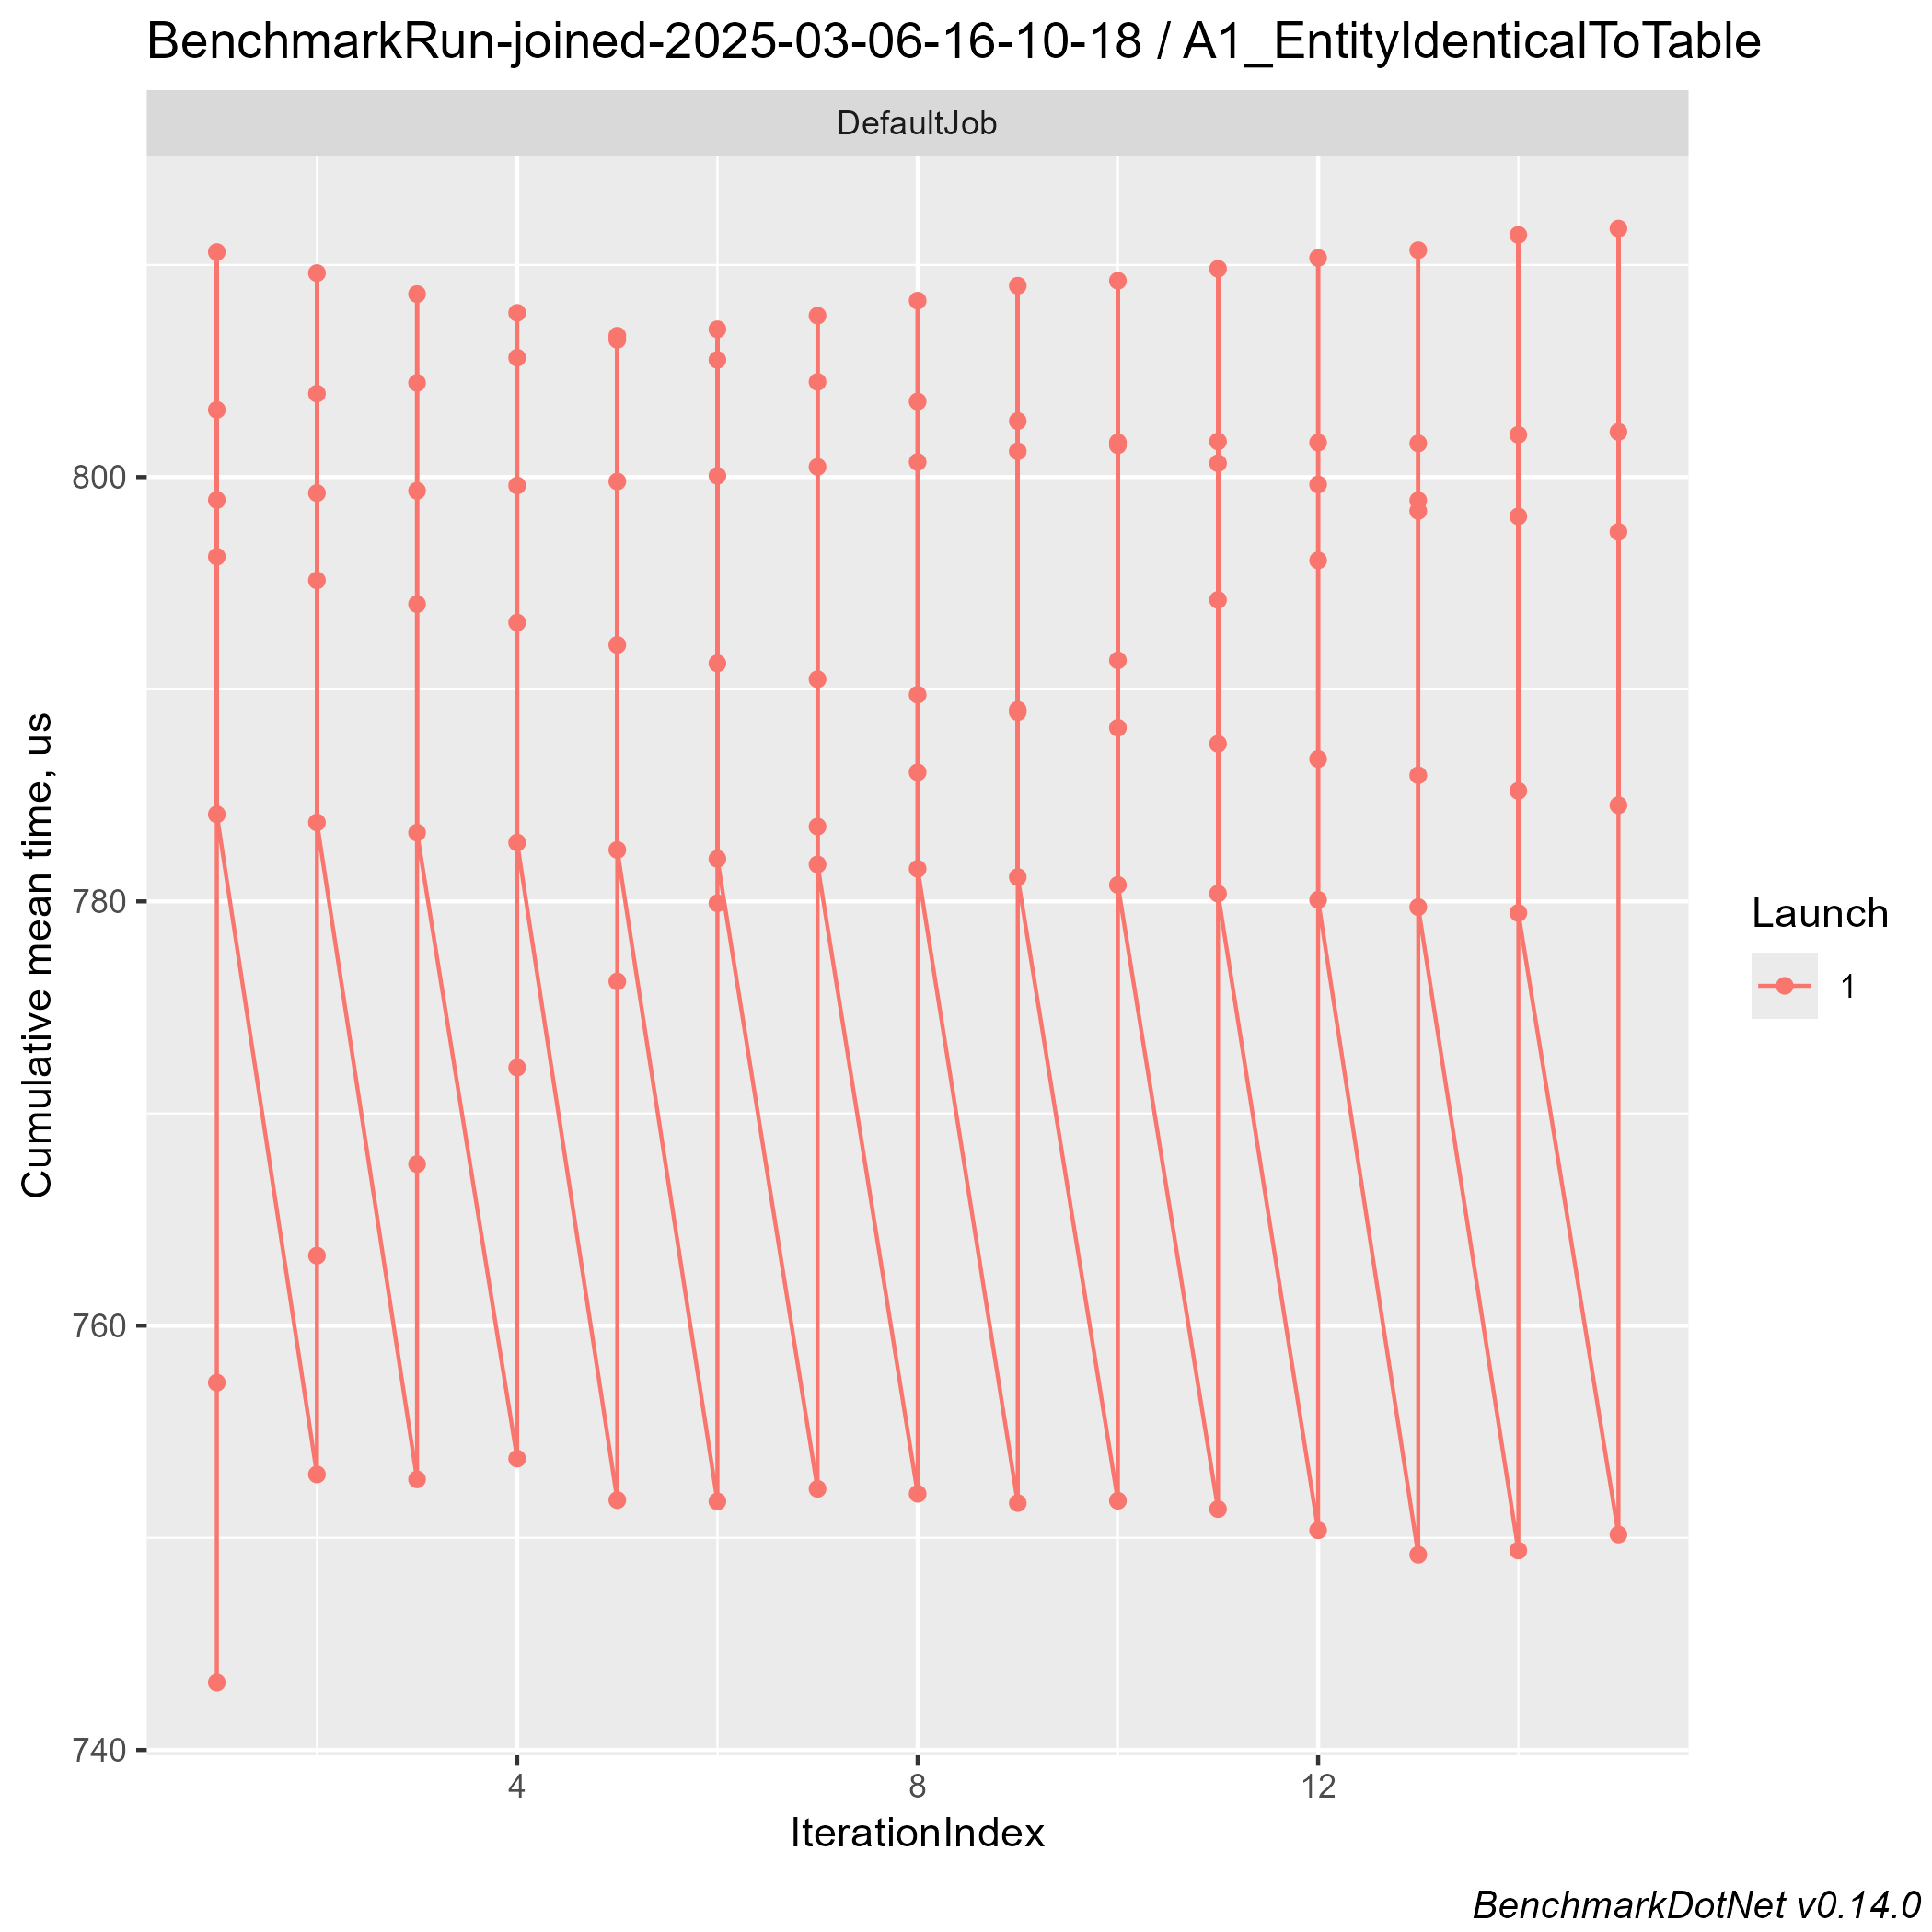 BenchmarkRun-joined-2025-03-06-16-10-18 / A1_EntityIdenticalToTable
DefaultJob
Cumulative mean time, us
800
780
760
740
4
8
12
IterationIndex
Launch
1
BenchmarkDotNet v0.14.0